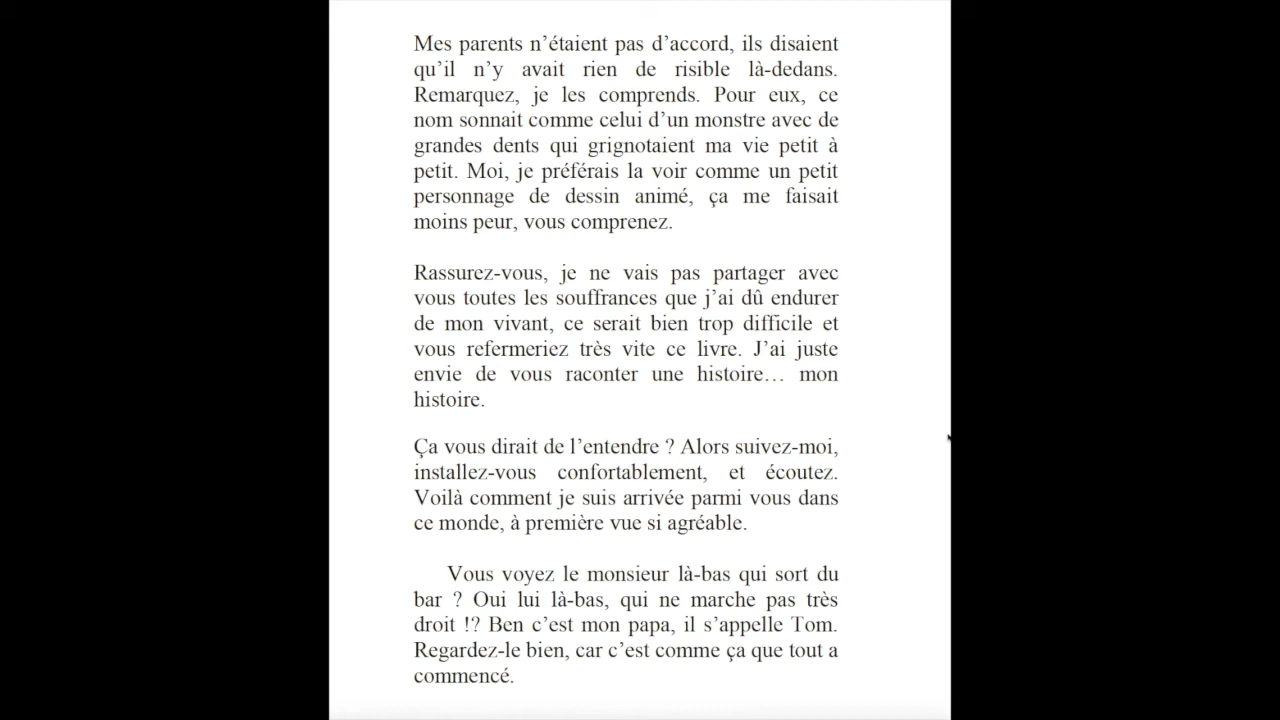 Mes parents n’étaient pas d’accord, ils disaient
qu’il n’y avait rien de risible là-dedans.
Remarquez, je les comprends. Pour eux, ce
nom sonnait comme celui d’un monstre avec de
grandes dents qui grignotaient ma vie petit à
petit. Moi, je préférais la voir comme un petit
personnage de dessin animé, ça me faisait
moins peur, vous comprenez.
Rassurez-vous, je ne vais pas partager avec
vous toutes les souffrances que j’ai dû endurer
de mon vivant, ce serait bien trop difficile et
vous refermeriez très vite ce livre. J’ai juste
envie de vous raconter une histoire… mon
histoire.
Ça vous dirait de l’entendre ? Alors suivez-moi,
installez-vous confortablement, et écoutez.
Voilà comment je suis arrivée parmi vous dans
ce monde, à première vue si agréable.
Vous voyez le monsieur là-bas qui sort du
bar ? Oui lui là-bas, qui ne marche pas très
droit !? Ben c’est mon papa, il s’appelle Tom.
Regardez-le bien, car c’est comme ça que tout a
commencé.